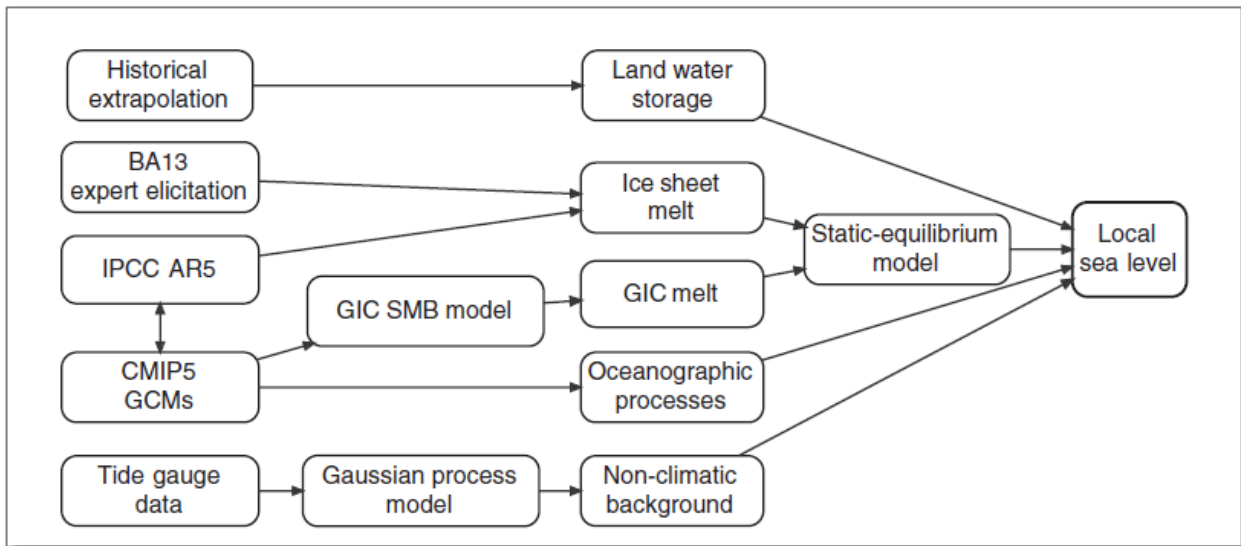 Historical
extrapolation
Land water
storage
BA13
expert elicitation
Ice sheet
melt
Static-equilibrium
model
Local
sea level
IPCC AR5
GIC SMB model
GIC melt
CMIP5
GCMs
Oceanographic
processes
Tide gauge
data
Gaussian process
model
Non-climatic
background